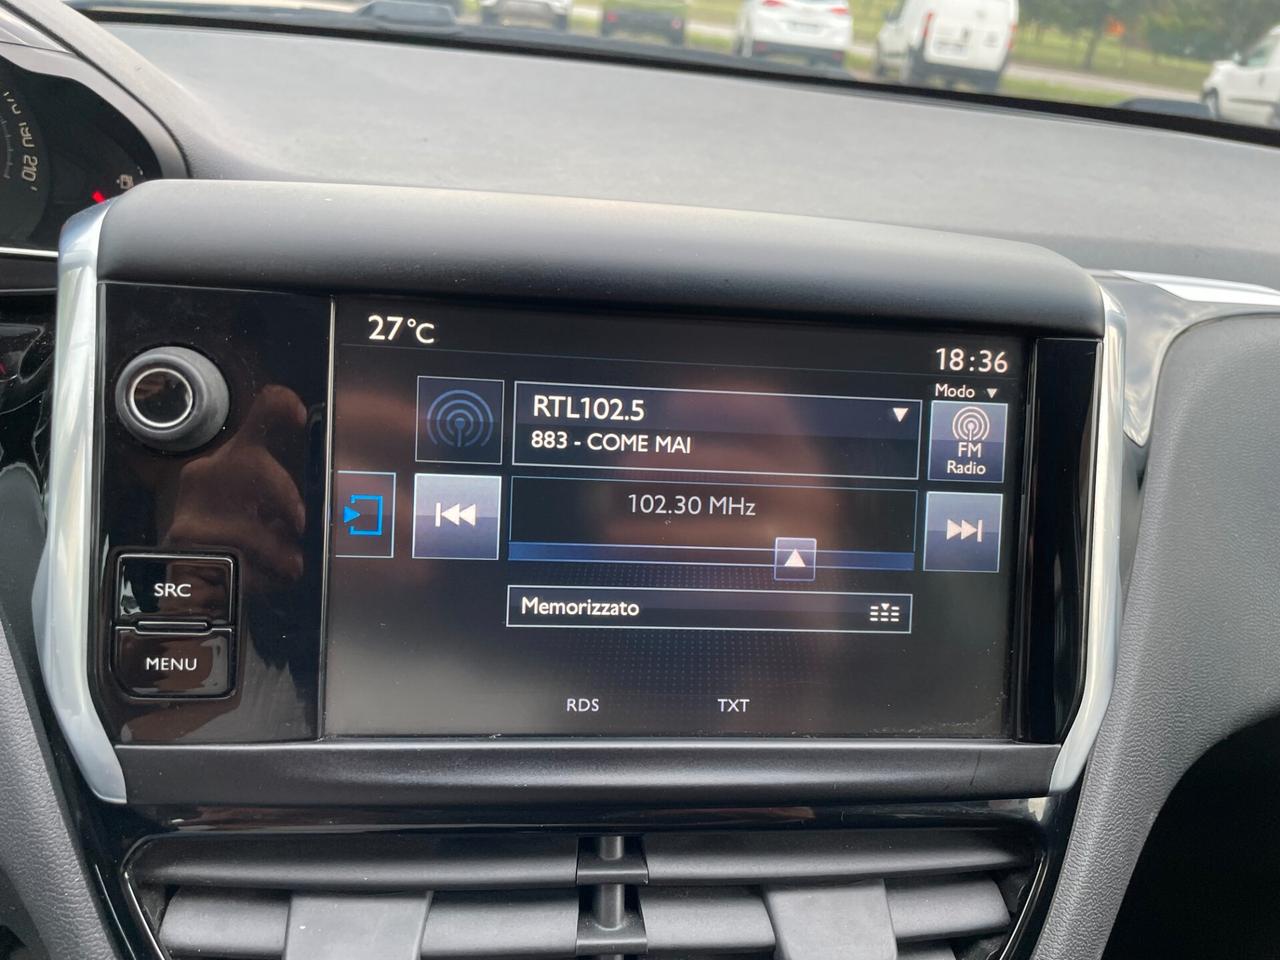 210
27°C
18:36
Modo
RTL102.5
883 - COME MAI
FM
Radio
102.30 MHz
SRC
Memorizzato
MENU
RDS
TXT